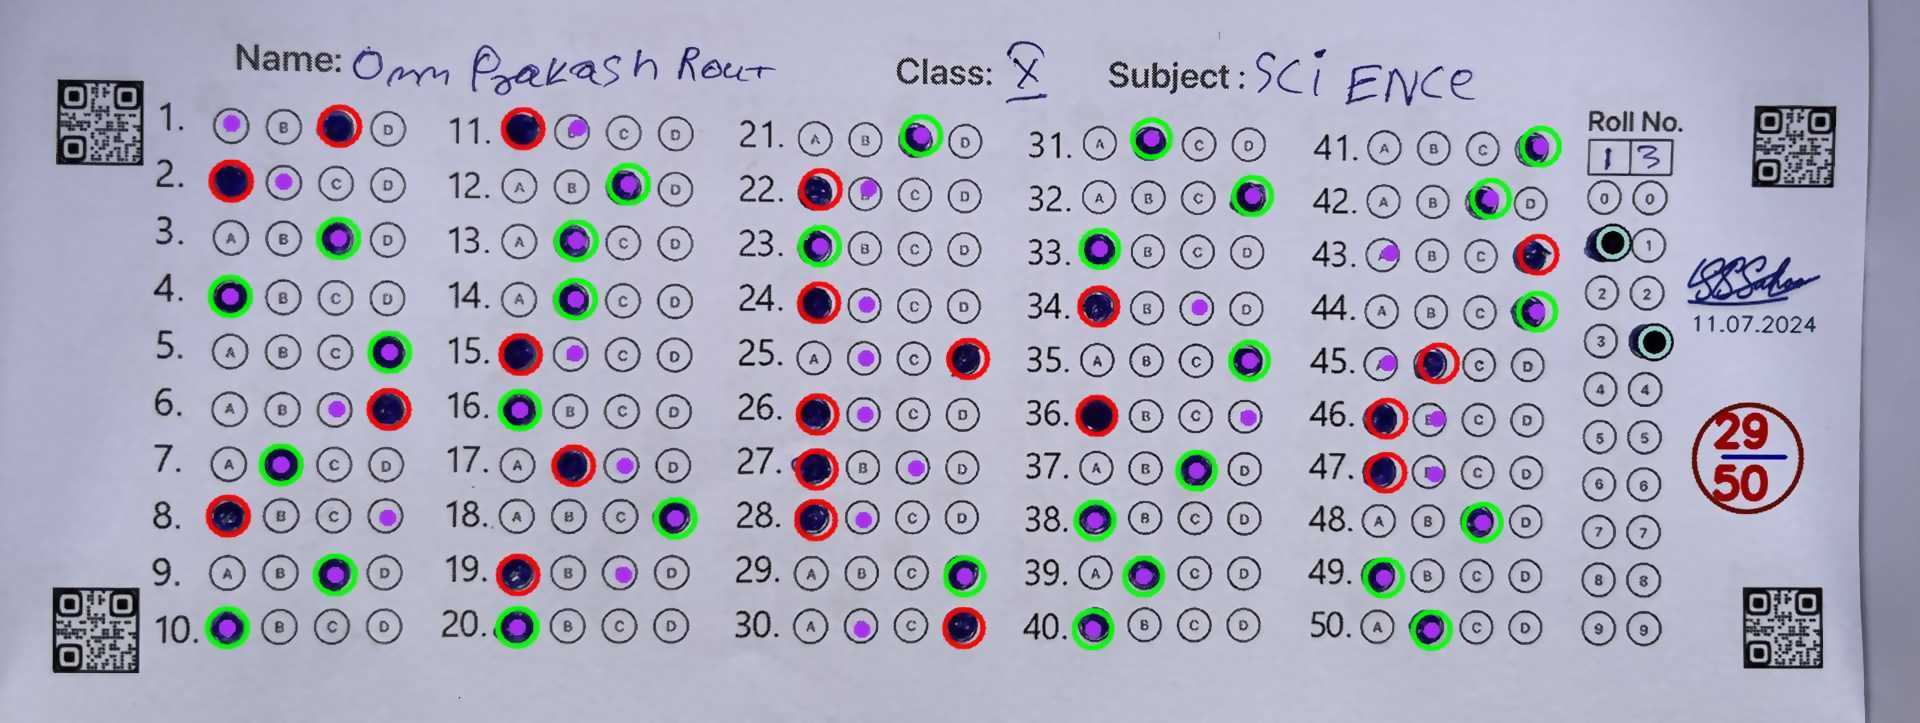 Name: Omm Prakash Rout Class: X Subject: SCiENCe
Roll No.
1 3
1. B D 11. C D 21. A B D 31. A C D 41. A B C 0 0
2. C D 12. A B D 22. C D 32. A B C 42. A B D 1
3. A B D 13. A C D 23. B C D 33. B C D 43. B C 2 2
4. B C D 14. A C D 24. C D 34. B D 44. A B C 3
5. A B C 15. C D 25. A C 35. A B C 45. C D 4 4
6. A B 16. B C D 26. C D 36. B C 46. D 5 5
7. A C D 17. A D 27. B D 37. A B D 47. C D 6 6
8. B C 18. A B C 28. C D 38. B C D 48. A B D 7 7
9. A B D 19. B D 29. A B C 39. A C D 49. B C D 8 8
10. B C D 20. B C D 30. A C 40. B C D 50. A C D 9 9
11.07.2024
29
50